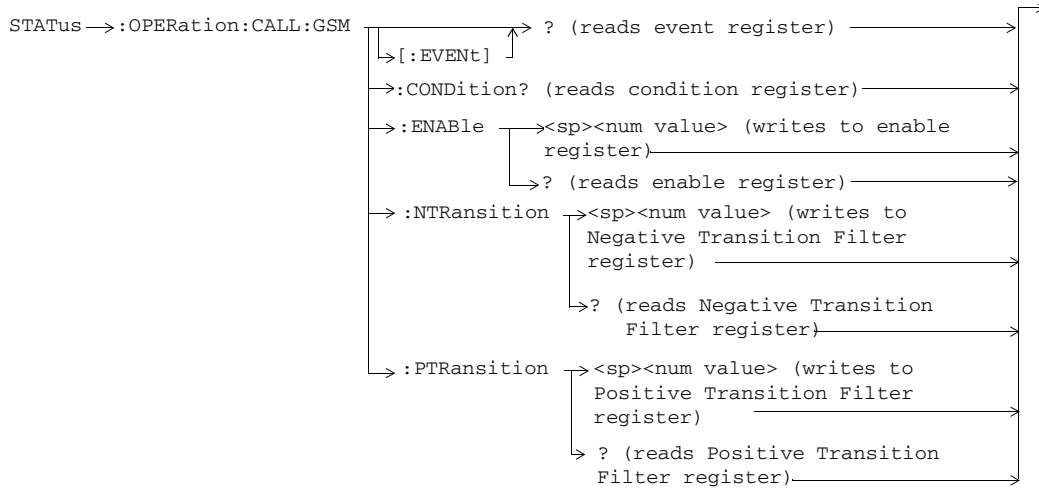 STATus :OPERation:CALL:GSM ? (reads event register)
[:EVENt]
:CONDition? (reads condition register)
:ENABle <sp><num value> (writes to enable
register)
? (reads enable register)
:NTRansition <sp><num value> (writes to
Negative Transition Filter
register)
? (reads Negative Transition
Filter register)
:PTRansition <sp><num value> (writes to
Positive Transition Filter
register)
? (reads Positive Transition
Filter register)